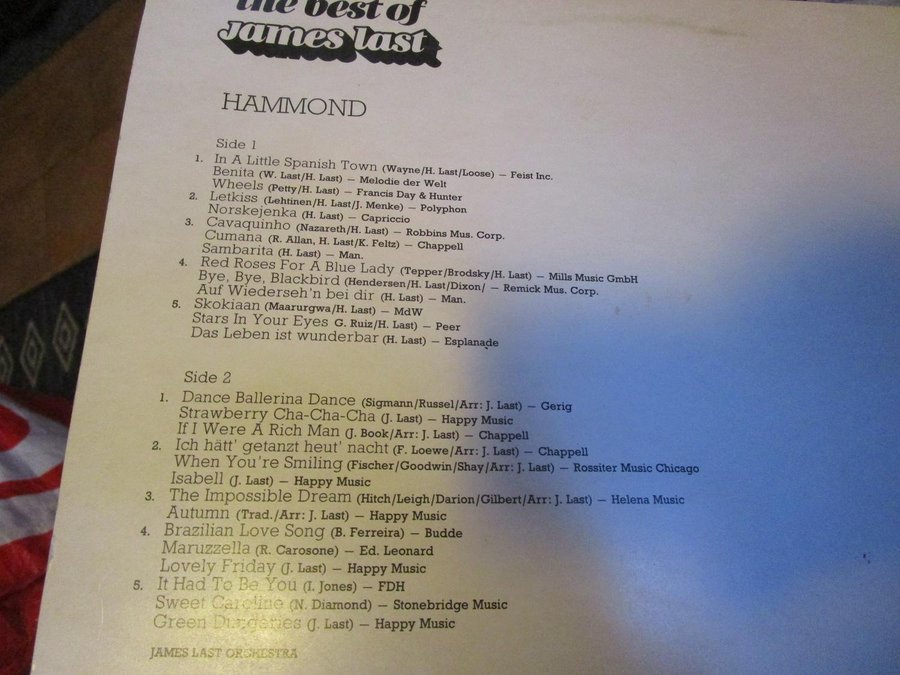 the best of
james last
HAMMOND
Side 1
1. In A Little Spanish Town (Wayne/H. Last/Loose) — Feist Inc.
Benita (W. Last/H. Last) — Melodie der Welt
Wheels (Petty/H. Last) — Francis Day & Hunter
2. Letkiss (Lehtinen/H. Last/J. Menke) — Polyphon
Norskejenka (H. Last) — Capriccio
3. Cavaquinho (Nazareth/H. Last) — Robbins Mus. Corp.
Cumana (R. Allan, H. Last/K. Feltz) — Chappell
Sambarita (H. Last) — Man.
4. Red Roses For A Blue Lady (Tepper/Brodsky/H. Last) — Mills Music GmbH
Bye, Bye, Blackbird (Hendersen/H. Last/Dixon/ — Remick Mus. Corp.
Auf Wiederseh'n bei dir (H. Last) — Man.
5. Skokiaan (Maarurgwa/H. Last) — MdW
Stars In Your Eyes G. Ruiz/H. Last) — Peer
Das Leben ist wunderbar (H. Last) — Esplanade
Side 2
1. Dance Ballerina Dance (Sigmann/Russel/Arr: J. Last) — Gerig
Strawberry Cha-Cha-Cha (J. Last) — Happy Music
If I Were A Rich Man (J. Book/Arr: J. Last) — Chappell
2. Ich hätt' getanzt heut' nacht (F. Loewe/Arr: J. Last) — Chappell
When You're Smiling (Fischer/Goodwin/Shay/Arr: J. Last) — Rossiter Music Chicago
Isabell (J. Last) — Happy Music
3. The Impossible Dream (Hitch/Leigh/Darion/Gilbert/Arr: J. Last) — Helena Music
Autumn (Trad./Arr: J. Last) — Happy Music
4. Brazilian Love Song (B. Ferreira) — Budde
Maruzzella (R. Carosone) — Ed. Leonard
Lovely Friday (J. Last) — Happy Music
5. It Had To Be You (I. Jones) — FDH
Sweet Caroline (N. Diamond) — Stonebridge Music
Green (J. Last) — Happy Music
JAMES LAST ORCHESTRA